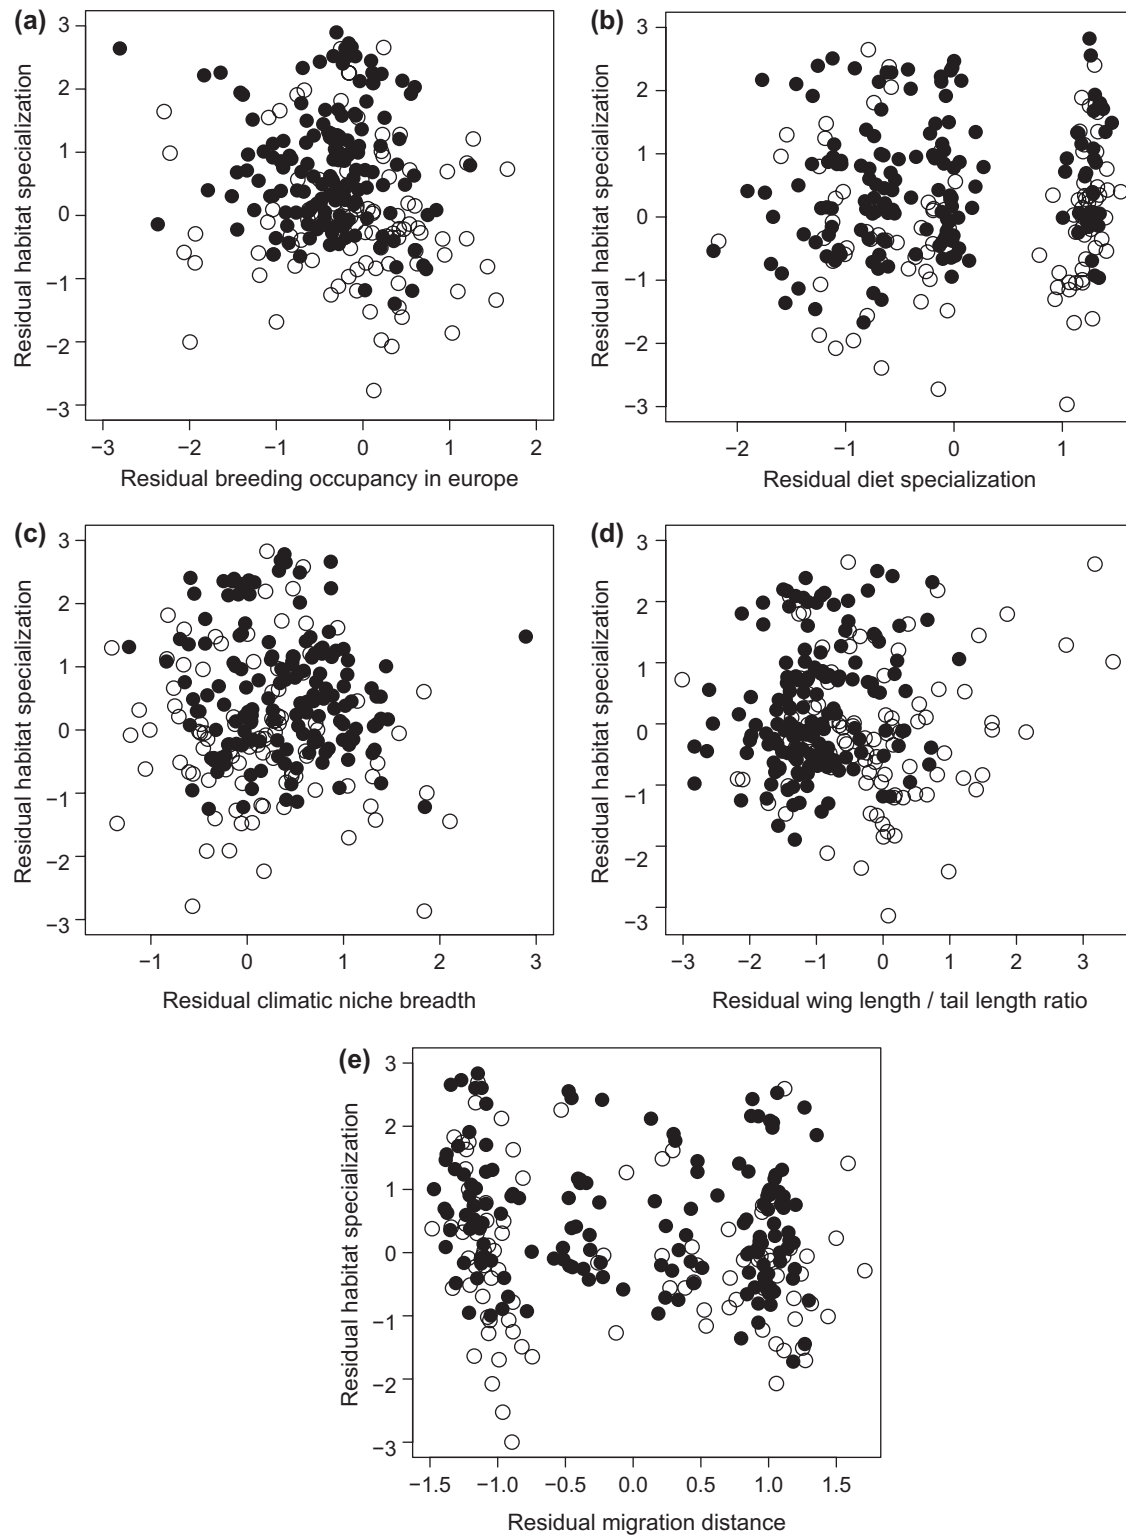 (a)
3
2
1
0
−1
−2
−3
Residual habitat specialization
−3 −2 −1 0 1 2
Residual breeding occupancy in europe
(b)
3
2
1
0
−1
−2
−3
Residual habitat specialization
−2 −1 0 1
Residual diet specialization
(c)
3
2
1
0
−1
−2
−3
Residual habitat specialization
−1 0 1 2 3
Residual climatic niche breadth
(d)
3
2
1
0
−1
−2
−3
Residual habitat specialization
−3 −2 −1 0 1 2 3
Residual wing length / tail length ratio
(e)
3
2
1
0
−1
−2
−3
Residual habitat specialization
−1.5 −1.0 −0.5 0.0 0.5 1.0 1.5
Residual migration distance